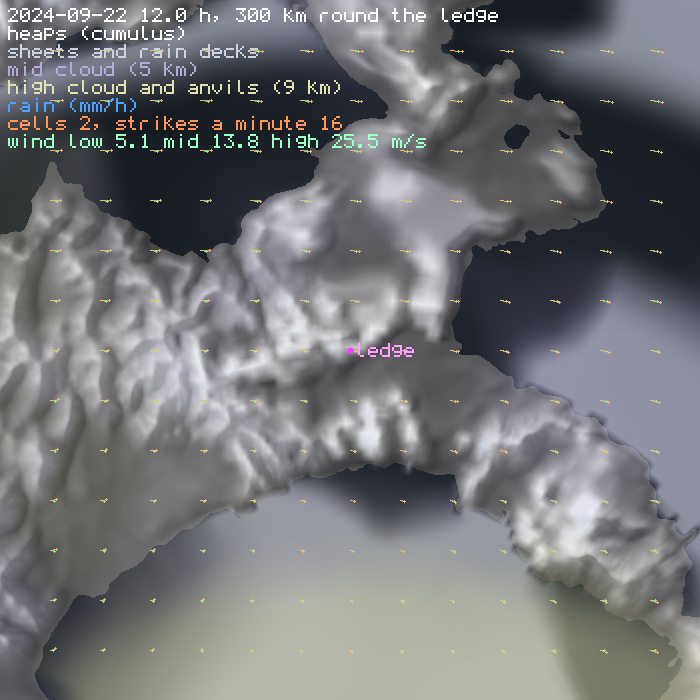 2024-09-22 12.0 h, 300 km round the ledge
heaps (cumulus)
sheets and rain decks
mid cloud (5 km)
high cloud and anvils (9 km)
rain (mm/h)
cells 2, strikes a minute 16
wind low 5.1 mid 13.8 high 25.5 m/s
ledge